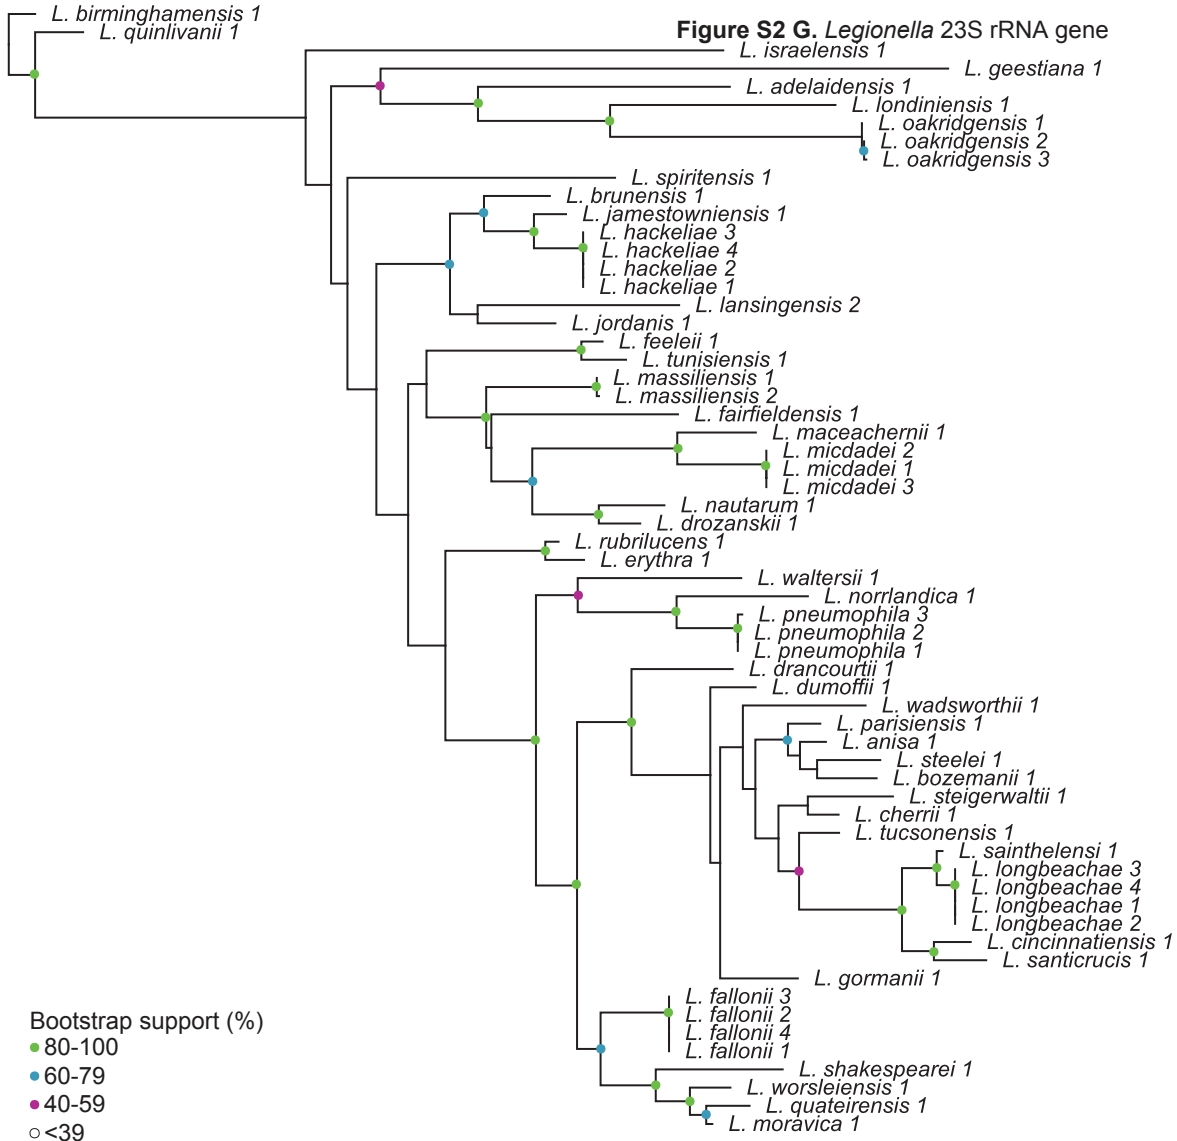 L. birminghamensis 1
L. quinlivanii 1
Figure S2 G. Legionella 23S rRNA gene
L. israelensis 1
L. geestiana 1
L. adelaidensis 1
L. londiniensis 1
L. oakridgensis 1
L. oakridgensis 2
L. oakridgensis 3
L. spiritensis 1
L. brunensis 1
L. jamestowniensis 1
L. hackeliae 3
L. hackeliae 4
L. hackeliae 2
L. hackeliae 1
L. lansingensis 2
L. jordanis 1
L. feeleii 1
L. tunisiensis 1
L. massiliensis 1
L. massiliensis 2
L. fairfieldensis 1
L. maceachernii 1
L. micdadei 2
L. micdadei 1
L. micdadei 3
L. nautarum 1
L. drozanskii 1
L. rubrilucens 1
L. erythra 1
L. waltersii 1
L. norrlandica 1
L. pneumophila 3
L. pneumophila 2
L. pneumophila 1
L. drancourtii 1
L. dumoffii 1
L. wadsworthii 1
L. parisiensis 1
L. anisa 1
L. steelei 1
L. bozemanii 1
L. steigerwaltii 1
L. cherrii 1
L. tucsonensis 1
L. sainthelensi 1
L. longbeachae 3
L. longbeachae 4
L. longbeachae 1
L. longbeachae 2
L. cincinnatiensis 1
L. santicrucis 1
L. gormanii 1
L. fallonii 3
L. fallonii 2
L. fallonii 4
L. fallonii 1
L. shakespearei 1
L. worsleiensis 1
L. quateirensis 1
L. moravica 1
Bootstrap support (%)
80-100
60-79
40-59
<39